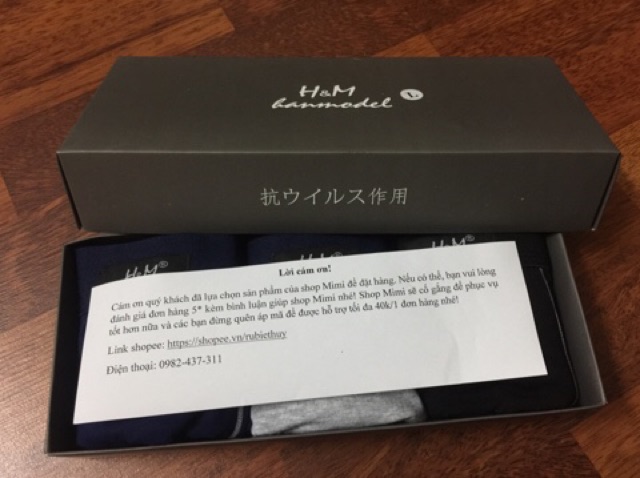 H&M
hanmodel L
抗ウイルス作用
H&M
H&M
H&M
Lời cám ơn!
Cám ơn quý khách đã lựa chọn sản phẩm của shop Mimi để đặt hàng. Nếu có thể, bạn vui lòng
đánh giá đơn hàng 5* kèm bình luận giúp shop Mimi nhé! Shop Mimi sẽ cố gắng để phục vụ
tốt hơn nữa và các bạn đừng quên áp mã để được hỗ trợ tối đa 40k/1 đơn hàng nhé!
Link shopee: https://shopee.vn/rubiethuy
Điện thoại: 0982-437-311